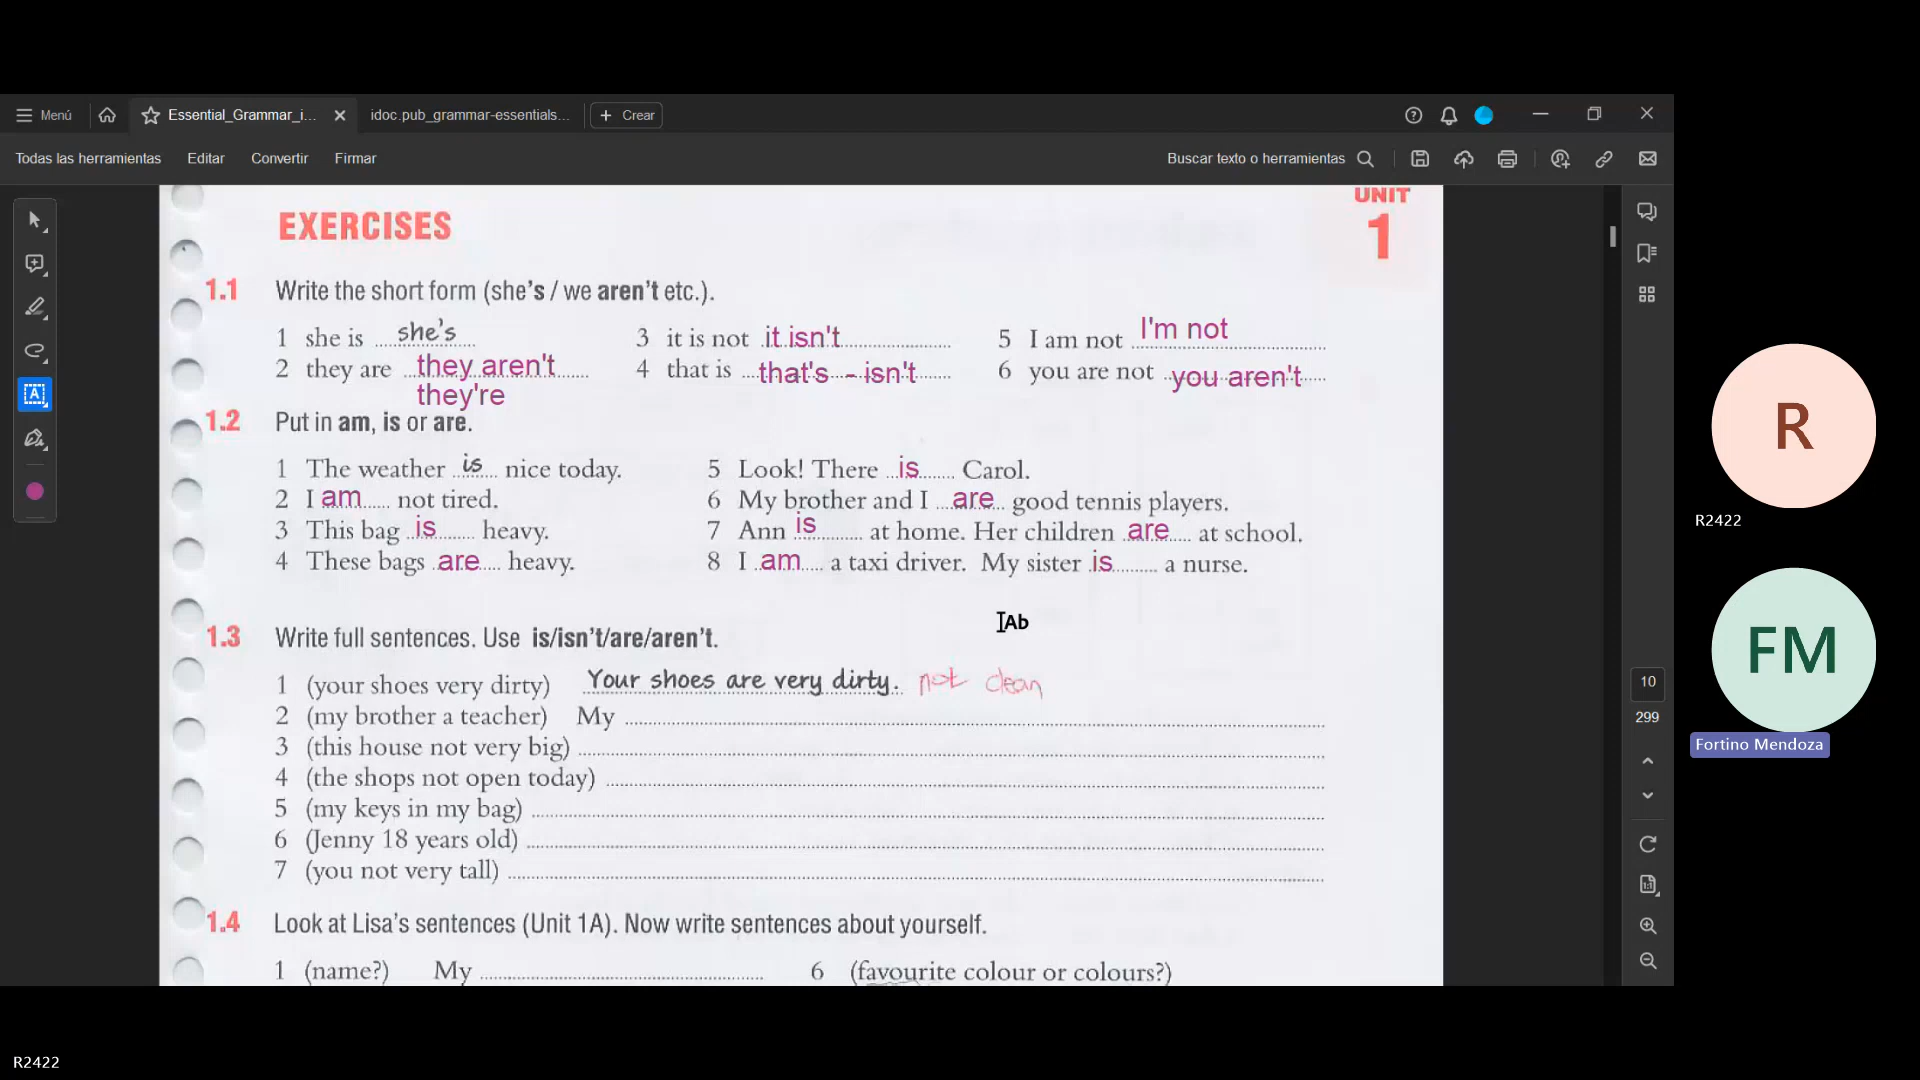 Menú
Essential_Grammar_i...
idoc.pub_grammar-essentials...
Crear
Todas las herramientas Editar Convertir Firmar Buscar texto o herramientas
UNIT
1
EXERCISES
1.1 Write the short form (she's / we aren't etc.).
1 she is she's 3 it is not it isn't 5 I am not I'm not
2 they are they aren't 4 that is that's - isn't 6 you are not you aren't
they're
1.2 Put in am, is or are.
1 The weather is nice today. 5 Look! There is Carol.
2 I am not tired. 6 My brother and I are good tennis players.
3 This bag is heavy. 7 Ann is at home. Her children are at school.
4 These bags are heavy. 8 I am a taxi driver. My sister is a nurse.
Ab
1.3 Write full sentences. Use is/isn't/are/aren't.
1 (your shoes very dirty) Your shoes are very dirty. not clean
2 (my brother a teacher) My
3 (this house not very big)
4 (the shops not open today)
5 (my keys in my bag)
6 (Jenny 18 years old)
7 (you not very tall)
1.4 Look at Lisa's sentences (Unit 1A). Now write sentences about yourself.
1 (name?) My 6 (favourite colour or colours?)
10
299
1:1
R
R2422
FM
Fortino Mendoza
R2422